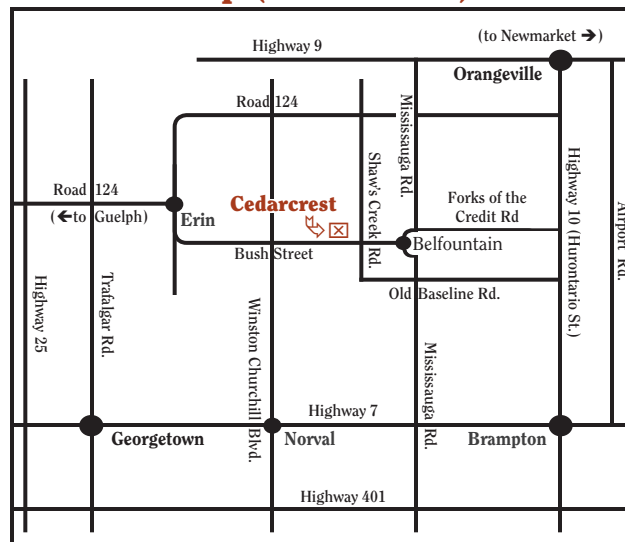 (to Newmarket ➔)
Highway 9
Orangeville
Road 124
Mississauga Rd.
Shaw's Creek Rd.
Highway 10 (Hurontario St.)
Airport Rd.
Road 124
(←to Guelph)
Erin
Cedarcrest
Forks of the
Credit Rd
Bush Street
Belfountain
Old Baseline Rd.
Highway 25
Trafalgar Rd.
Winston Churchill Blvd.
Mississauga Rd.
Highway 7
Georgetown
Norval
Brampton
Highway 401